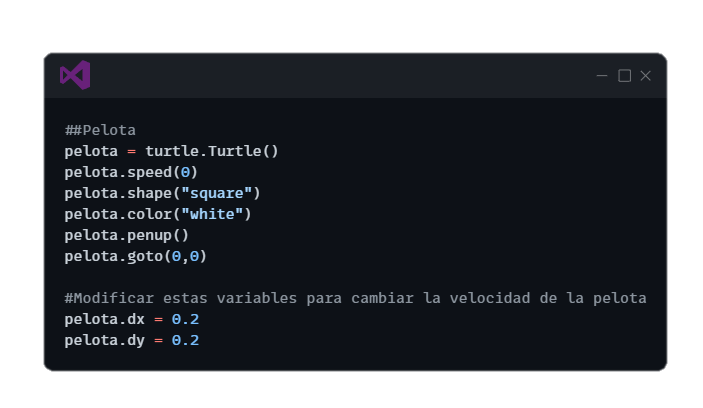 ##Pelota
pelota = turtle.Turtle()
pelota.speed(0)
pelota.shape("square")
pelota.color("white")
pelota.penup()
pelota.goto(0,0)
#Modificar estas variables para cambiar la velocidad de la pelota
pelota.dx = 0.2
pelota.dy = 0.2